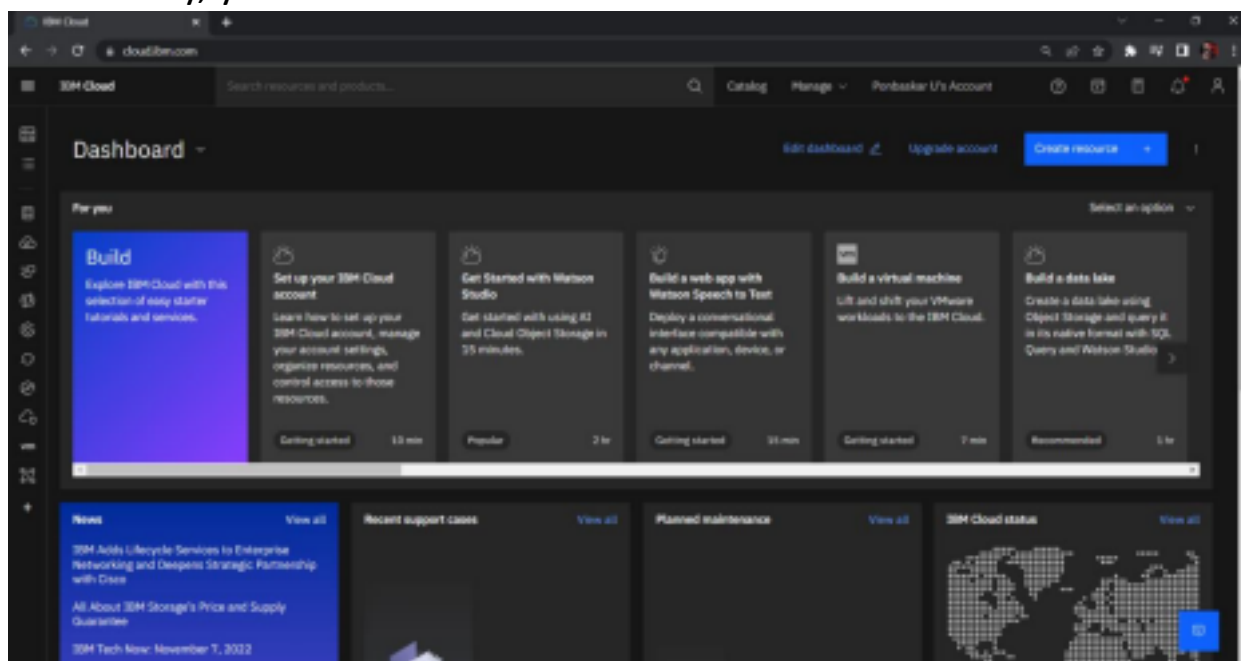 IBM Cloud
cloud.ibm.com
IBM Cloud
Search resources and products...
Catalog
Manage
Ponbaskar U's Account
Dashboard
Edit dashboard
Upgrade account
Create resource +
For you
Select an option
Build
Explore IBM Cloud with this
selection of easy starter
tutorials and services.
Set up your IBM Cloud
account
Learn how to set up your
IBM Cloud account, manage
your account settings,
organize resources, and
control access to those
resources.
Getting started
10 min
Get Started with Watson
Studio
Get started with using AI
and Cloud Object Storage in
15 minutes.
Popular
2 hr
Build a web app with
Watson Speech to Text
Deploy a conversational
interface compatible with
any application, device, or
channel.
Getting started
15 min
Build a virtual machine
Lift and shift your VMware
workloads to the IBM Cloud.
Getting started
7 min
Build a data lake
Create a data lake using
Object Storage and query it
in its native format with SQL
Query and Watson Studio
Recommended
1 hr
News
View all
IBM Adds Lifecycle Services to Enterprise
Networking and Deepens Strategic Partnership
with Cisco
All About IBM Storage's Price and Supply
Guarantee
IBM Tech Now: November 7, 2022
Recent support cases
View all
Planned maintenance
View all
IBM Cloud status
View all